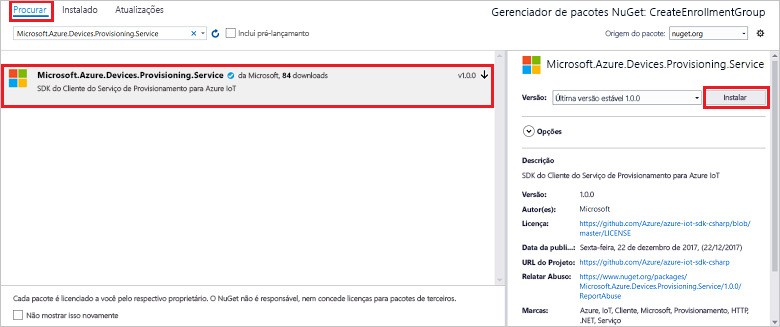 Procurar Instalado Atualizações
Gerenciador de pacotes NuGet: CreateEnrollmentGroup
Microsoft.Azure.Devices.Provisioning.Service
Inclui pré-lançamento
Origem do pacote: nuget.org
Microsoft.Azure.Devices.Provisioning.Service da Microsoft, 84 downloads v1.0.0
SDK do Cliente do Serviço de Provisionamento para Azure IoT
Cada pacote é licenciado a você pelo respectivo proprietário. O NuGet não é responsável, nem concede licenças para pacotes de terceiros.
Não mostrar isso novamente
Microsoft.Azure.Devices.Provisioning.Service
Versão: Última versão estável 1.0.0 Instalar
Opções
Descrição
SDK do Cliente do Serviço de Provisionamento para Azure IoT
Versão: 1.0.0
Autor(es): Microsoft
Licença: https://github.com/Azure/azure-iot-sdk-csharp/blob/
master/LICENSE
Data da publi...: Sexta-feira, 22 de dezembro de 2017, (22/12/2017)
URL do Projeto: https://github.com/Azure/azure-iot-sdk-csharp
Relatar Abuso: https://www.nuget.org/packages/
Microsoft.Azure.Devices.Provisioning.Service/1.0.0/
ReportAbuse
Marcas: Azure, IoT, Cliente, Microsoft, Provisionamento, HTTP,
.NET, Serviço